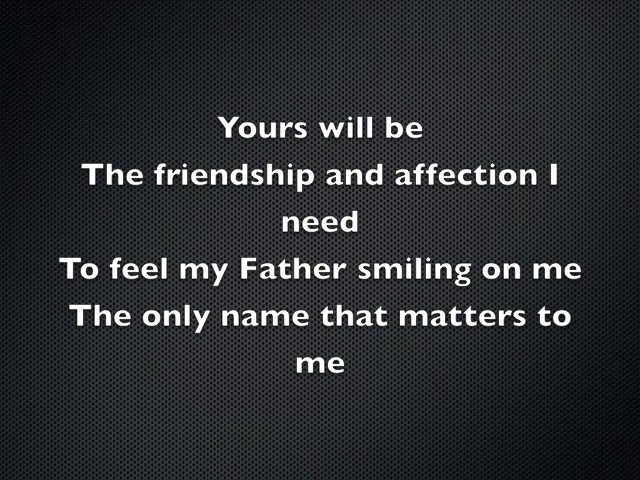 Yours will be
The friendship and affection I
need
To feel my Father smiling on me
The only name that matters to
me